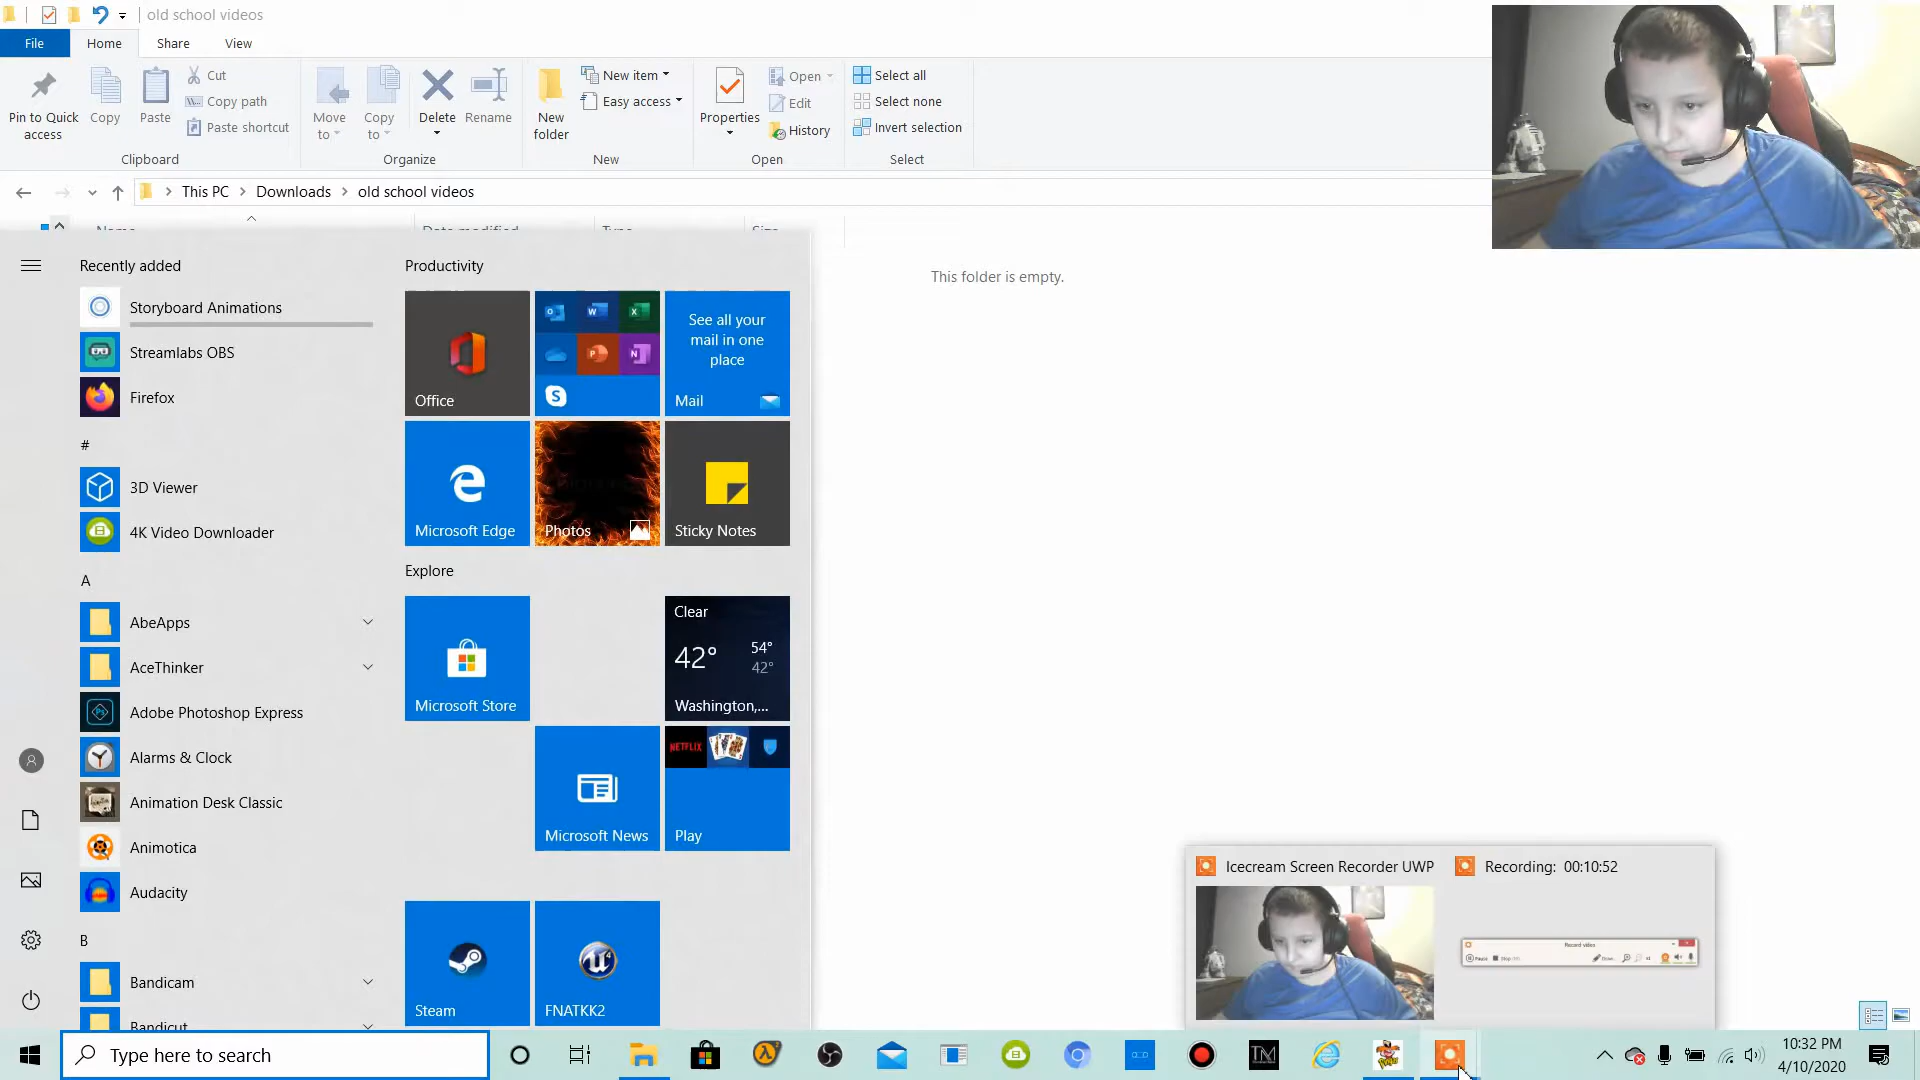 old school videos
File Home Share View
Pin to Quick access
Copy
Paste
Cut
Copy path
Paste shortcut
Clipboard
Move to
Copy to
Delete
Rename
Organize
New folder
New item
Easy access
New
Properties
Open
Edit
History
Open
Select all
Select none
Invert selection
Select
This PC Downloads old school videos
This folder is empty.
Recently added
Storyboard Animations
Streamlabs OBS
Firefox
#
3D Viewer
4K Video Downloader
A
AbeApps
AceThinker
Adobe Photoshop Express
Alarms & Clock
Animation Desk Classic
Animotica
Audacity
B
Bandicam
Bandicut
Productivity
Office
See all your
mail in one
place
Mail
Microsoft Edge
Photos
Sticky Notes
Explore
Microsoft Store
Clear
42° 54°
42°
Washington,...
Microsoft News
NETFLIX
Play
Steam
FNATKK2
Icecream Screen Recorder UWP
Recording: 00:10:52
Record video
Pause
Type here to search
10:32 PM
4/10/2020